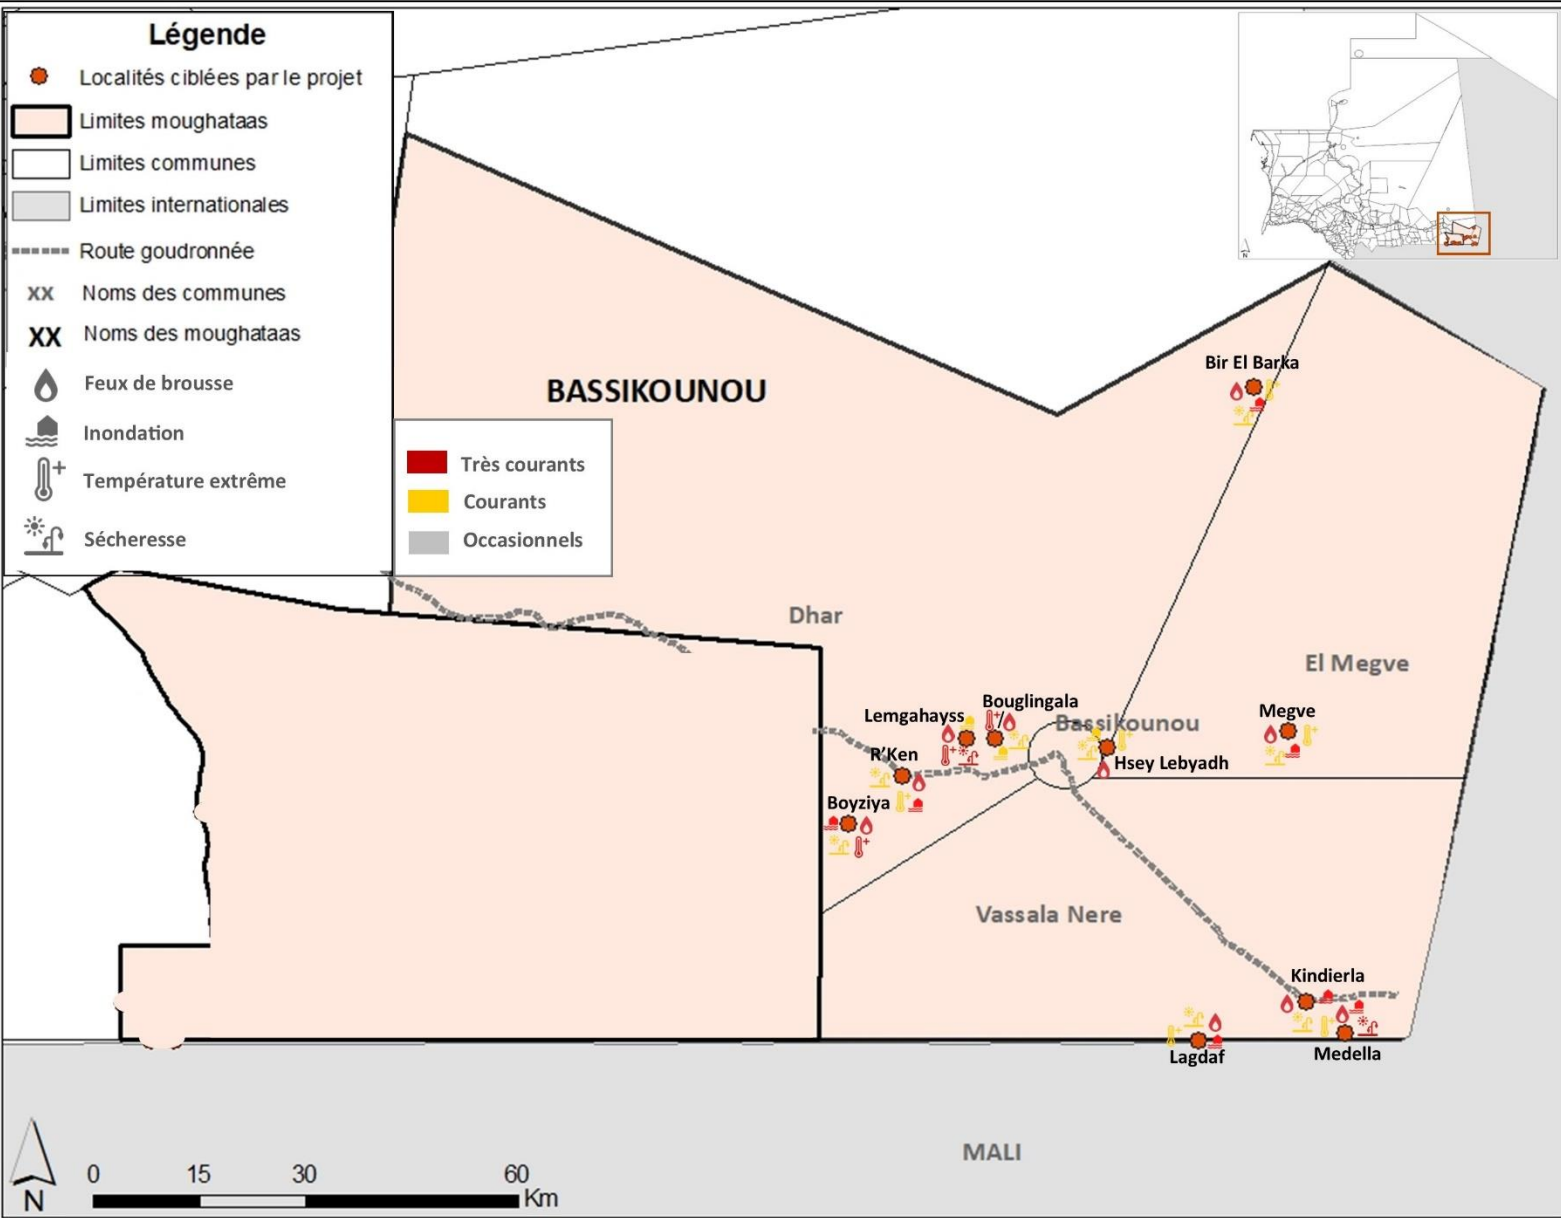 Légende
Localités ciblées par le projet
Limites moughataas
Limites communes
Limites internationales
Route goudronnée
xx Noms des communes
XX Noms des moughataas
Feux de brousse
Inondation
Température extrême
Sécheresse
Très courants
Courants
Occasionnels
BASSIKOUNOU
Bir El Barka
Dhar
El Megve
Bouglingala
Lemgahayss
Bassikounou
Megve
R'Ken
Hsey Lebyadh
Boyziya
Vassala Nere
Kindierla
Lagdaf
Medella
MALI
N
0 15 30 60
Km